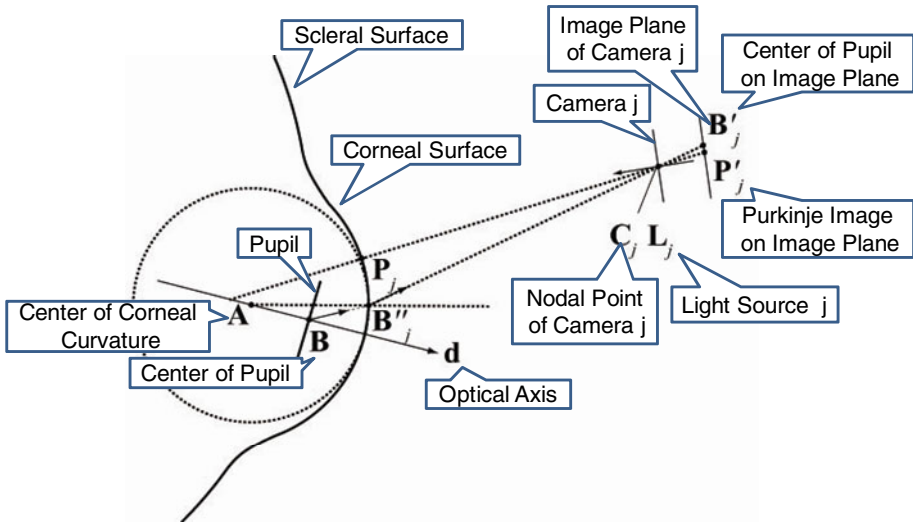 Scleral Surface
Image Plane
of Camera j
Center of Pupil
on Image Plane
Camera j
B′j
Corneal Surface
P′j
Purkinje Image
on Image Plane
Pupil
Pj
Cj Lj
Center of Corneal
Curvature
A
B
B″j
Nodal Point
of Camera j
Light Source j
d
Center of Pupil
Optical Axis